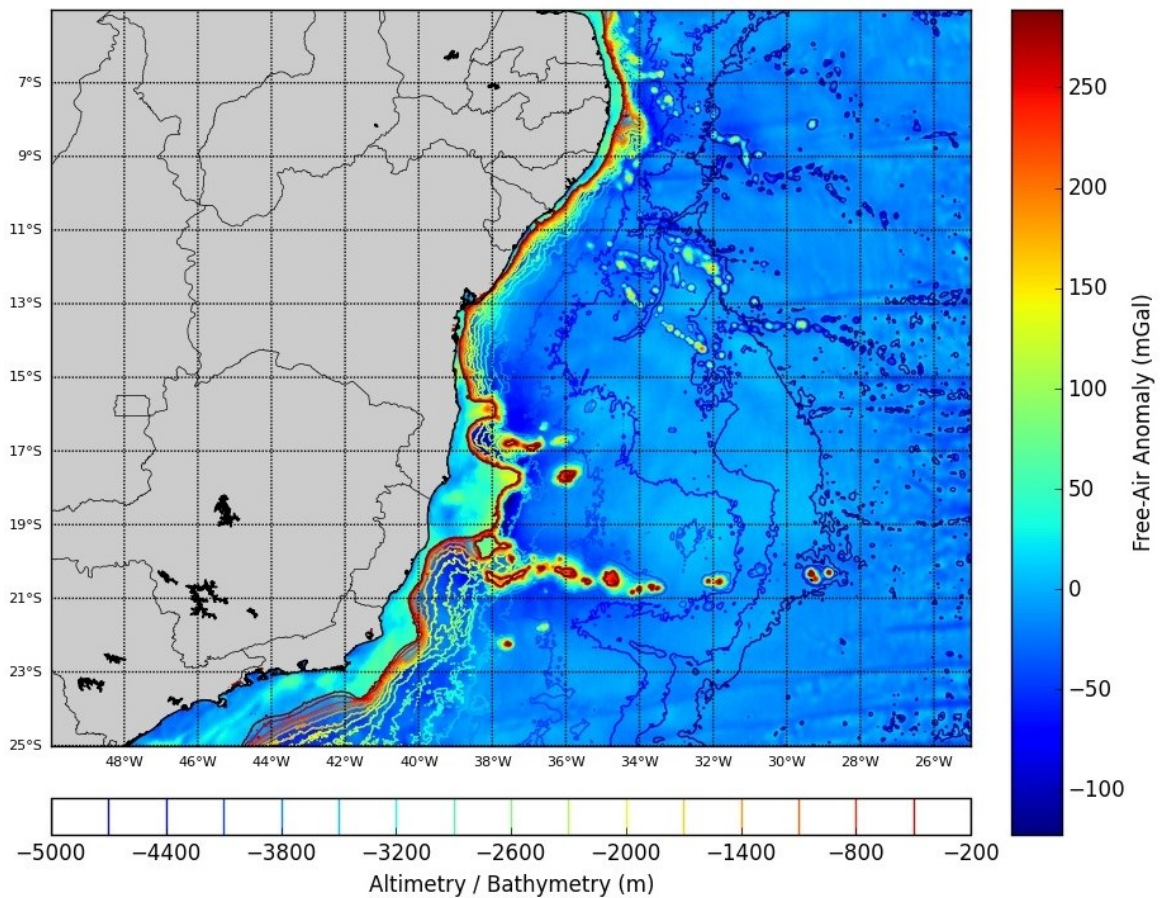 7°S
9°S
11°S
13°S
15°S
17°S
19°S
21°S
23°S
25°S
48°W 46°W 44°W 42°W 40°W 38°W 36°W 34°W 32°W 30°W 28°W 26°W
250
200
150
100
50
0
−50
−100
Free-Air Anomaly (mGal)
−5000 −4400 −3800 −3200 −2600 −2000 −1400 −800 −200
Altimetry / Bathymetry (m)